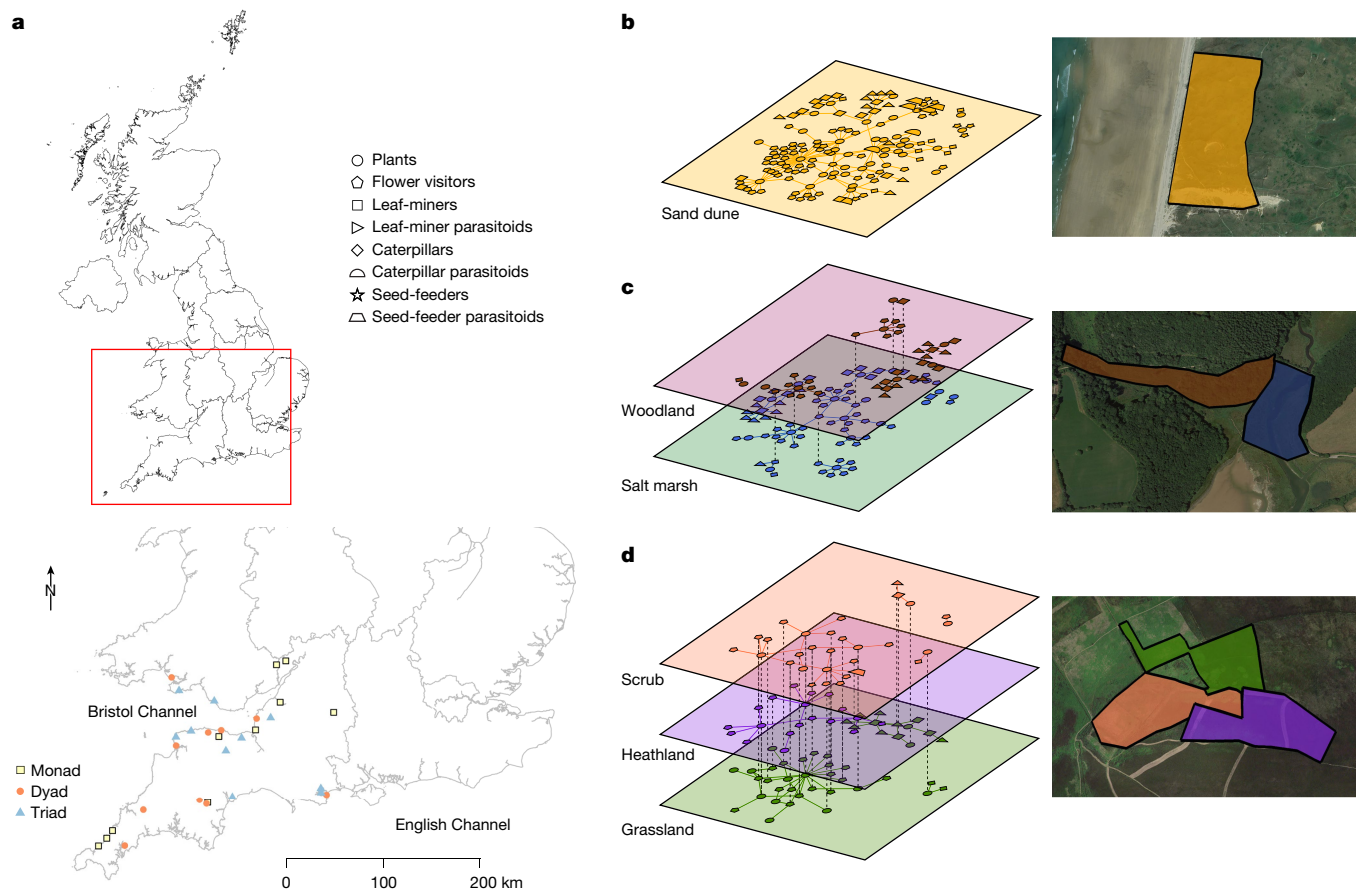 a
Plants
Flower visitors
Leaf-miners
Leaf-miner parasitoids
Caterpillars
Caterpillar parasitoids
Seed-feeders
Seed-feeder parasitoids
N
Bristol Channel
Monad
Dyad
Triad
English Channel
0 100 200 km
b
Sand dune
c
Woodland
Salt marsh
d
Scrub
Heathland
Grassland